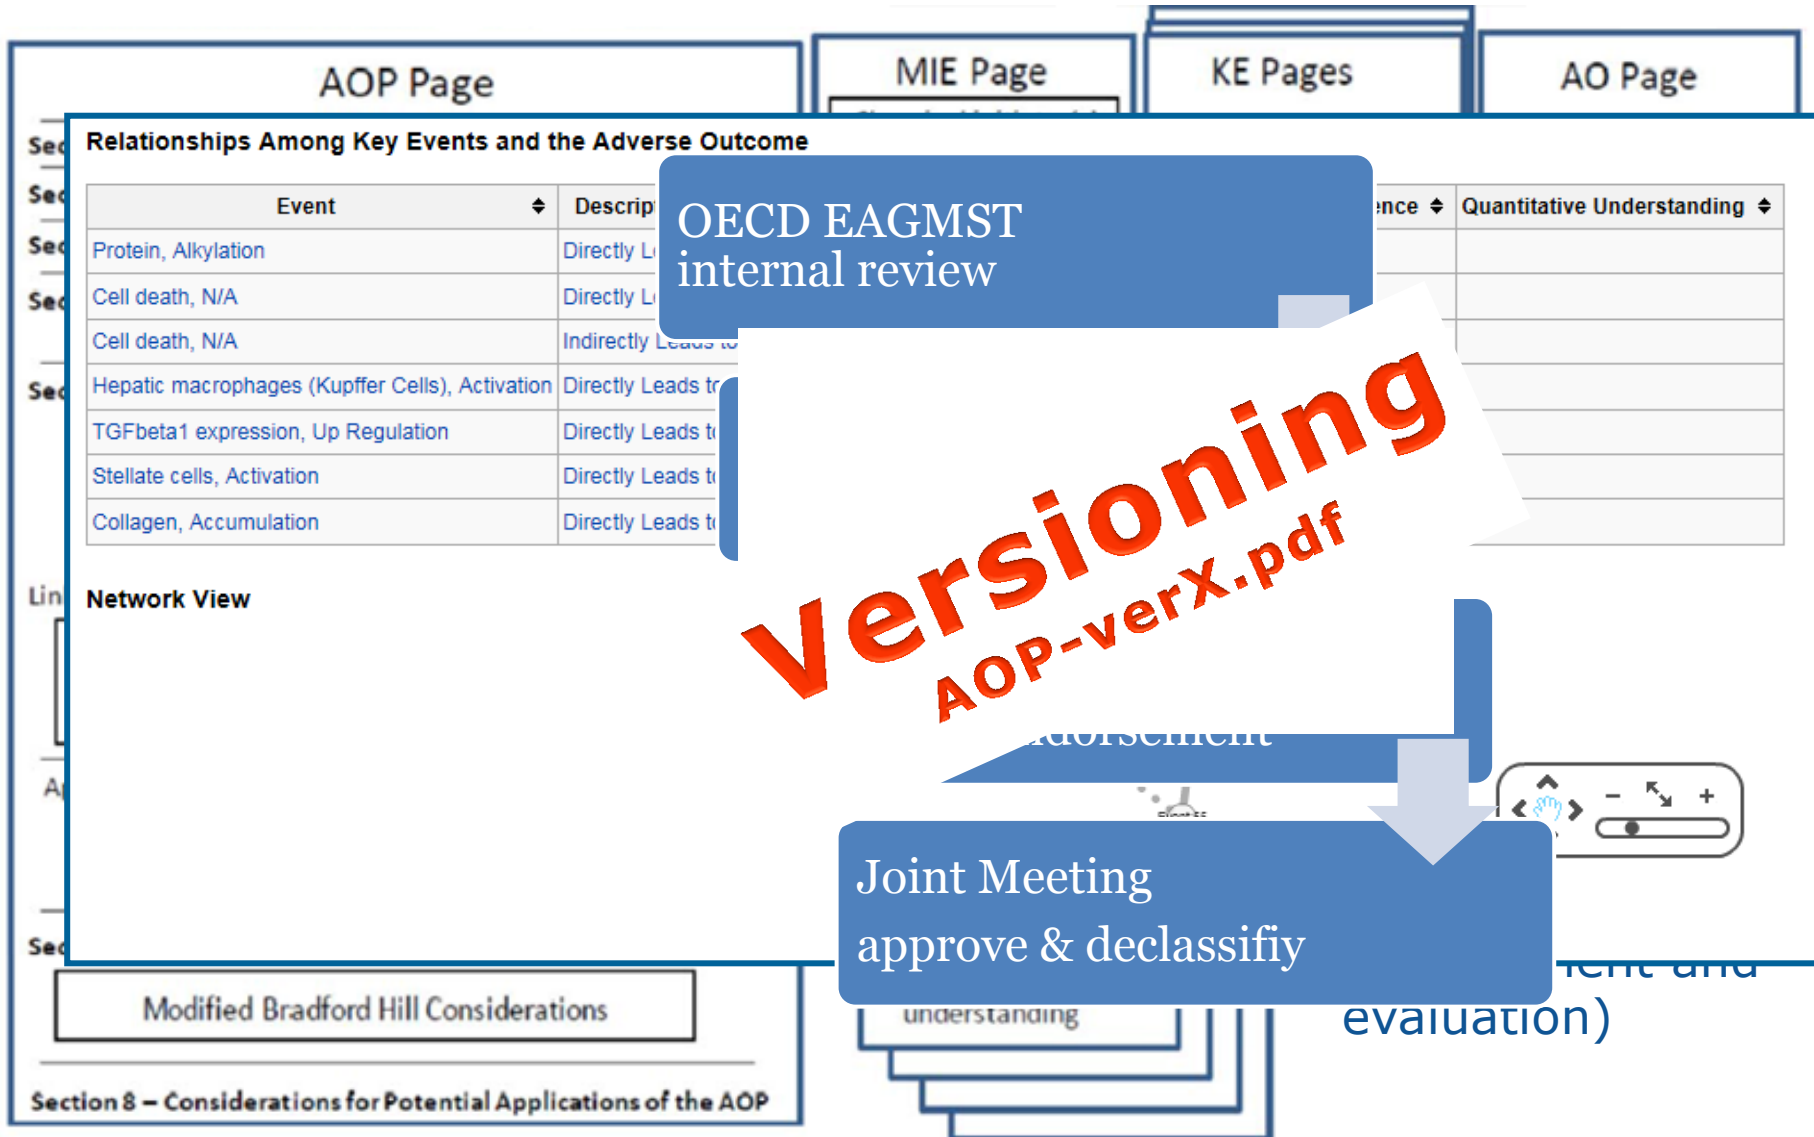 AOP Page
MIE Page
KE Pages
AO Page
Relationships Among Key Events and the Adverse Outcome
Event
Quantitative Understanding
Protein, Alkylation
Directly
Cell death, N/A
Directly
Cell death, N/A
Indirectly Leads to
Hepatic macrophages (Kupffer Cells), Activation
Directly Leads to
TGFbeta1 expression, Up Regulation
Directly Leads to
Stellate cells, Activation
Directly Leads to
Collagen, Accumulation
Directly Leads to
OECD EAGMST
internal review
Versioning
AOP-verX.pdf
Network View
Joint Meeting
approve & declassifiy
Modified Bradford Hill Considerations
understanding
and
evaluation)
Section 8 – Considerations for Potential Applications of the AOP